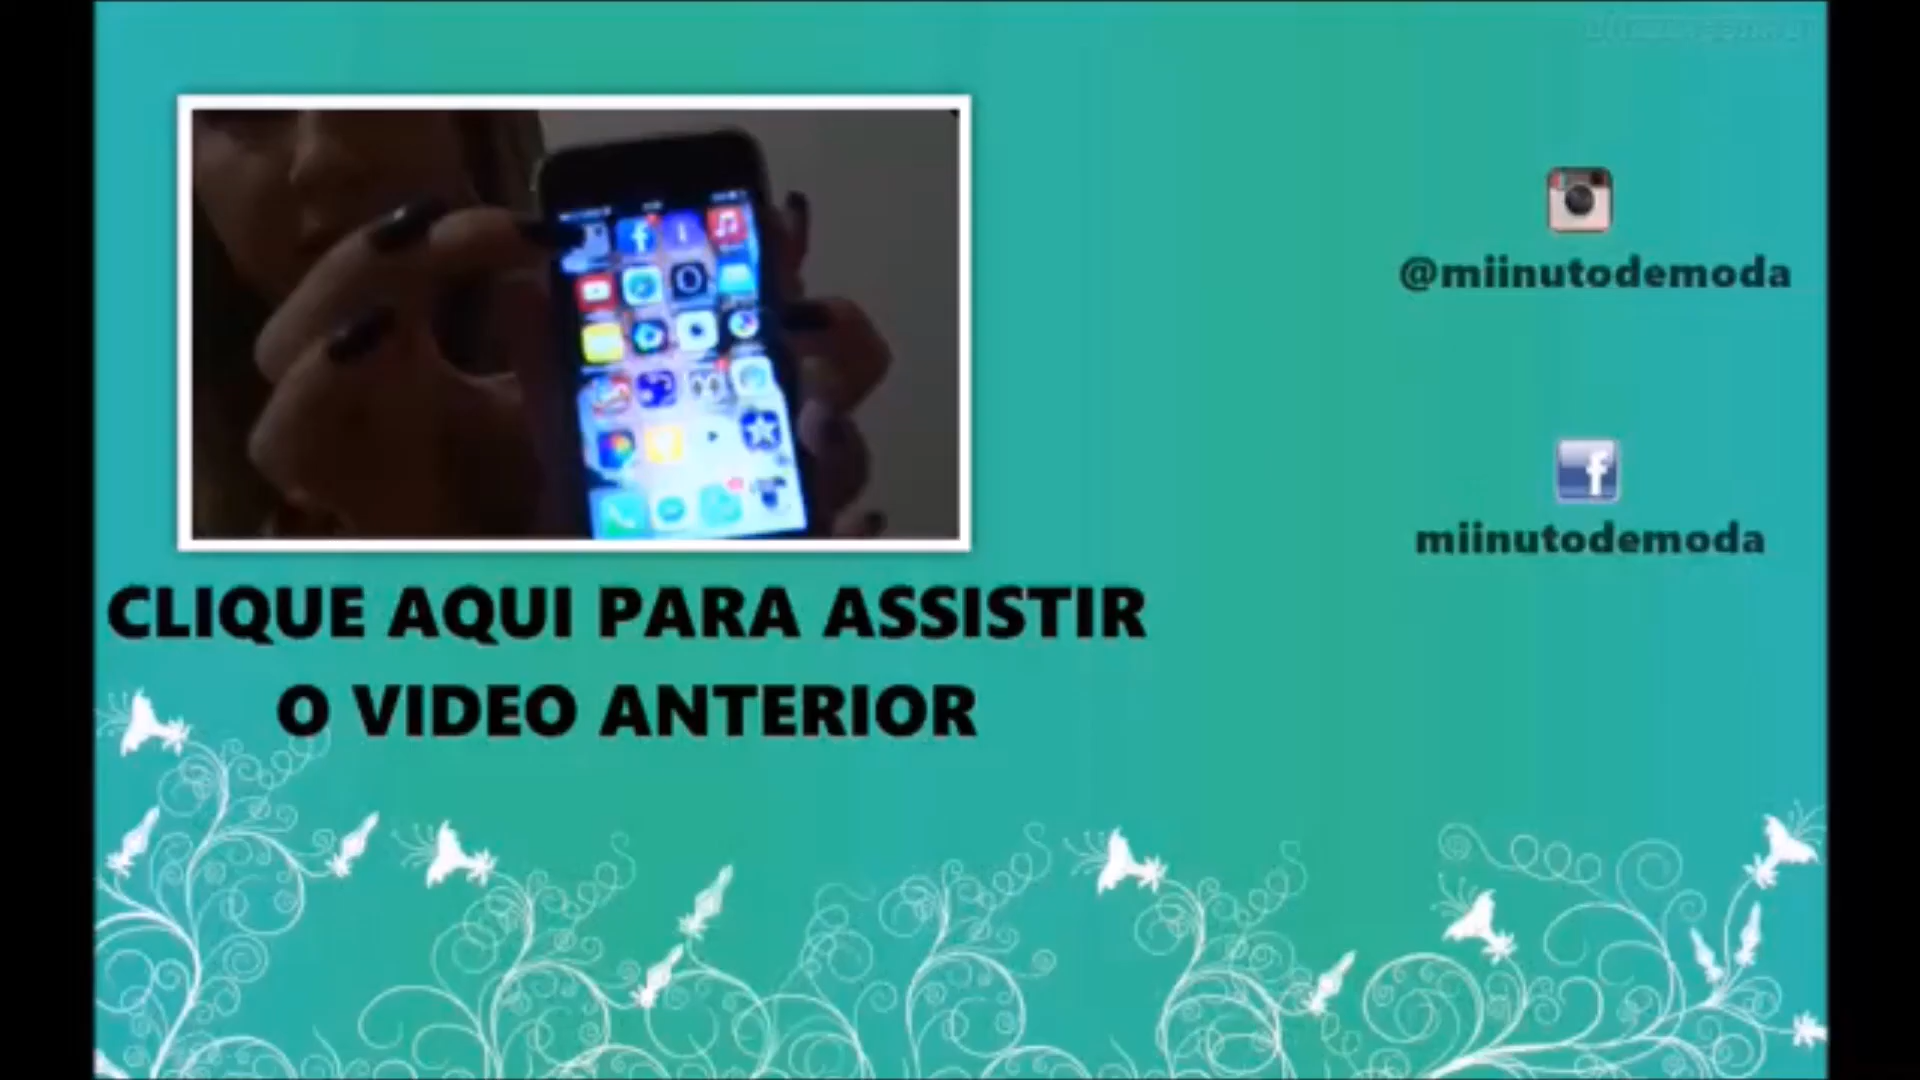 @miinutodemoda
miinutodemoda
CLIQUE AQUI PARA ASSISTIR
O VIDEO ANTERIOR